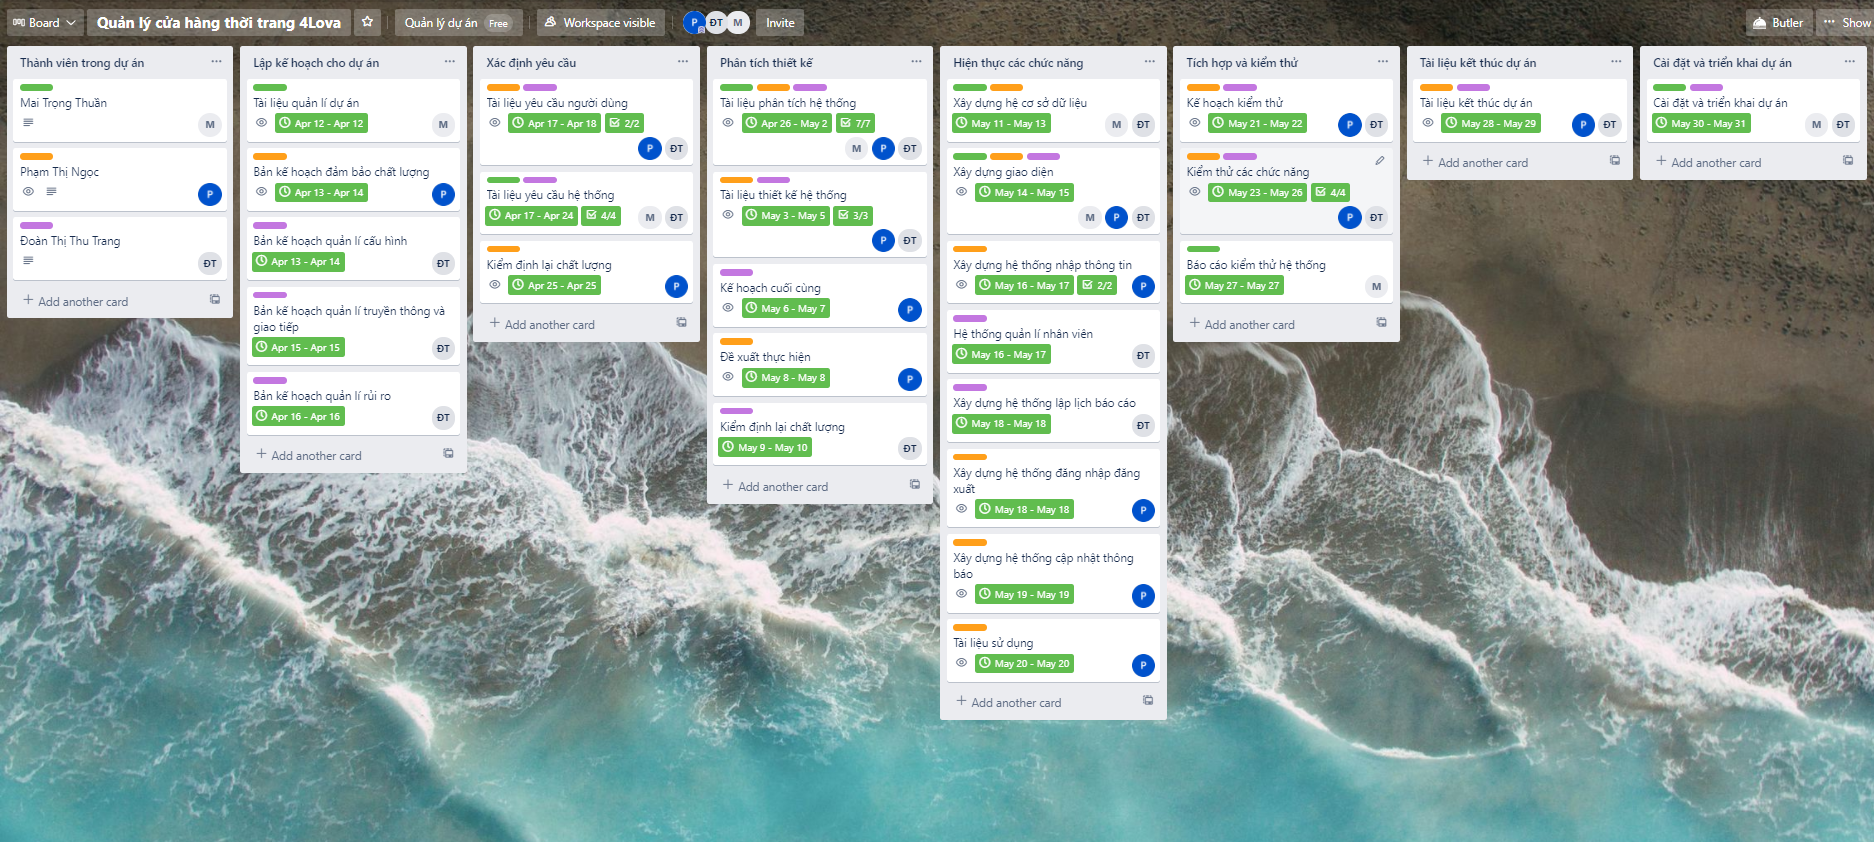 Board
Quản lý cửa hàng thời trang 4Lova
Quản lý dự án Free
Workspace visible
P ĐT M
Invite
Butler
Show
Thành viên trong dự án
Mai Trọng Thuần
M
Phạm Thị Ngọc
P
Đoàn Thị Thu Trang
ĐT
Add another card
Lập kế hoạch cho dự án
Tài liệu quản lí dự án
Apr 12 - Apr 12
M
Bản kế hoạch đảm bảo chất lượng
Apr 13 - Apr 14
P
Bản kế hoạch quản lí cấu hình
Apr 13 - Apr 14
ĐT
Bản kế hoạch quản lí truyền thông và
giao tiếp
Apr 15 - Apr 15
ĐT
Bản kế hoạch quản lí rủi ro
Apr 16 - Apr 16
ĐT
Add another card
Xác định yêu cầu
Tài liệu yêu cầu người dùng
Apr 17 - Apr 18 2/2
P ĐT
Tài liệu yêu cầu hệ thống
Apr 17 - Apr 24 4/4
M ĐT
Kiểm định lại chất lượng
Apr 25 - Apr 25
P
Add another card
Phân tích thiết kế
Tài liệu phân tích hệ thống
Apr 26 - May 2 7/7
M P ĐT
Tài liệu thiết kế hệ thống
May 3 - May 5 3/3
P ĐT
Kế hoạch cuối cùng
May 6 - May 7
P
Đề xuất thực hiện
May 8 - May 8
P
Kiểm định lại chất lượng
May 9 - May 10
ĐT
Add another card
Hiện thực các chức năng
Xây dựng hệ cơ sở dữ liệu
May 11 - May 13
M ĐT
Xây dựng giao diện
May 14 - May 15
M P ĐT
Xây dựng hệ thống nhập thông tin
May 16 - May 17 2/2
P
Hệ thống quản lí nhân viên
May 16 - May 17
ĐT
Xây dựng hệ thống lập lịch báo cáo
May 18 - May 18
ĐT
Xây dựng hệ thống đăng nhập đăng
xuất
May 18 - May 18
P
Xây dựng hệ thống cập nhật thông
báo
May 19 - May 19
P
Tài liệu sử dụng
May 20 - May 20
P
Add another card
Tích hợp và kiểm thử
Kế hoạch kiểm thử
May 21 - May 22
P ĐT
Kiểm thử các chức năng
May 23 - May 26 4/4
P ĐT
Báo cáo kiểm thử hệ thống
May 27 - May 27
M
Add another card
Tài liệu kết thúc dự án
Tài liệu kết thúc dự án
May 28 - May 29
P ĐT
Add another card
Cài đặt và triển khai dự án
Cài đặt và triển khai dự án
May 30 - May 31
M ĐT
Add another card